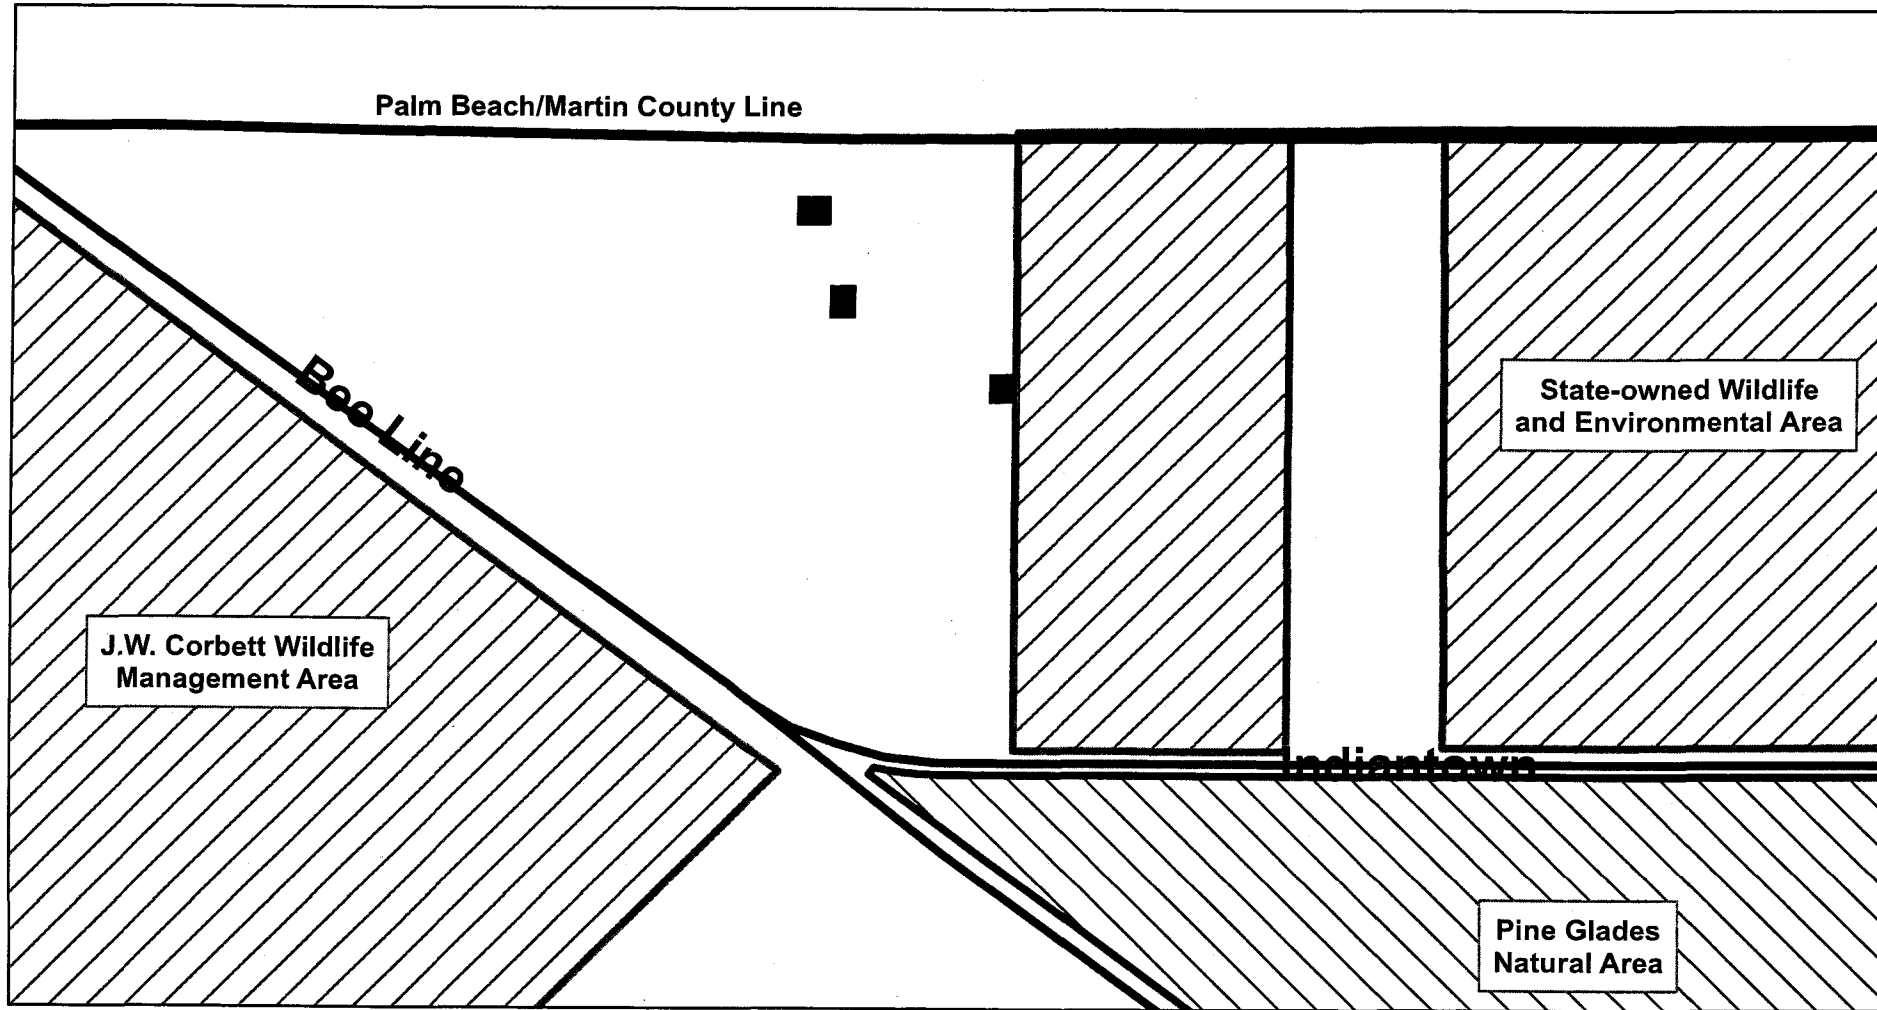 Palm Beach/Martin County Line
Bee Line
State-owned Wildlife
and Environmental Area
J.W. Corbett Wildlife
Management Area
Indiantown
Pine Glades
Natural Area